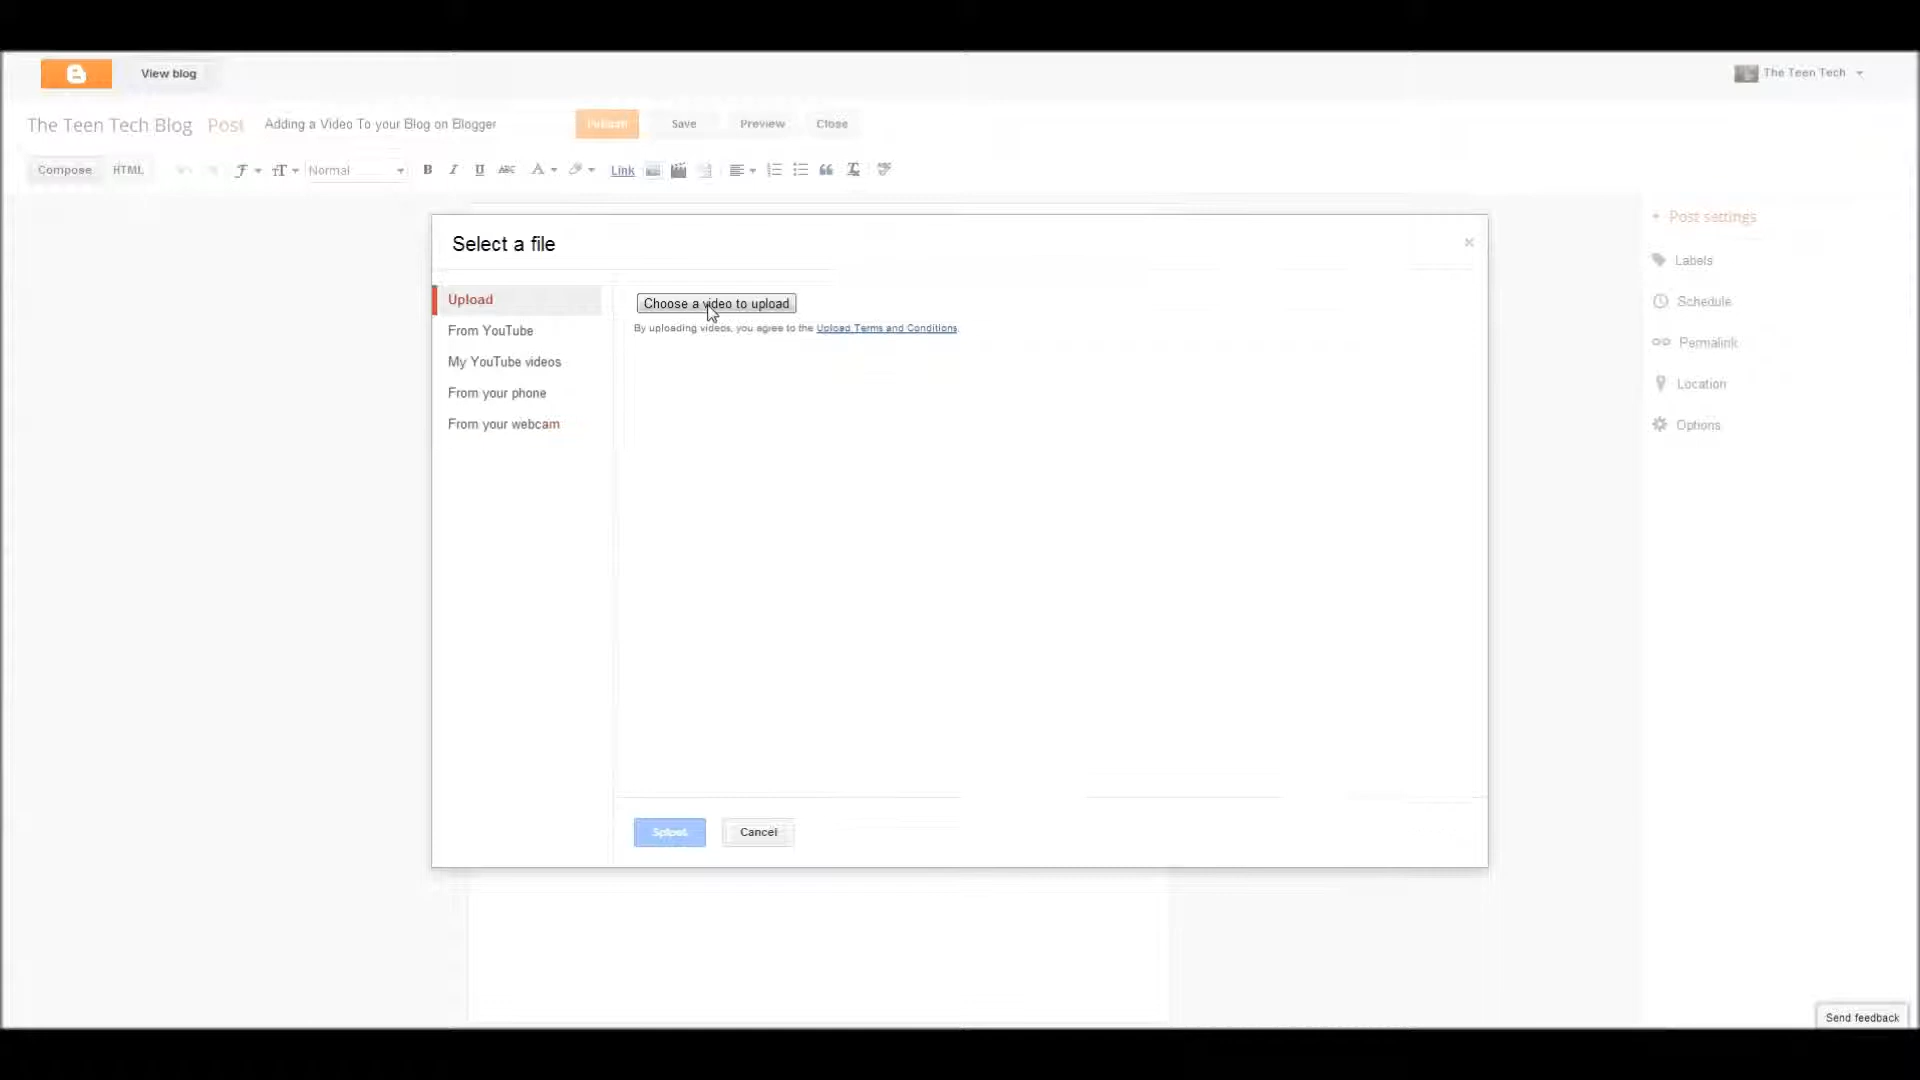 View blog
The Teen Tech
The Teen Tech Blog Post Adding a Video To your Blog on Blogger Publish Save Preview Close
Compose HTML Normal B I U ABC A Link
Select a file
Post settings
Upload
Choose a video to upload
Labels
By uploading videos, you agree to the Upload Terms and Conditions.
From YouTube
Schedule
My YouTube videos
Permalink
From your phone
Location
From your webcam
Options
Cancel
Send feedback